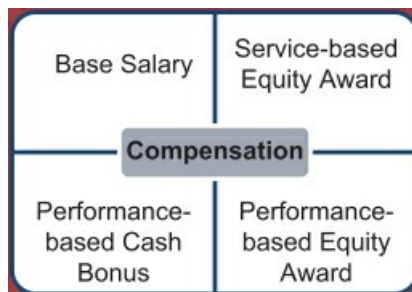 Base Salary
Service-based
Equity Award
Compensation
Performance-
based Cash
Bonus
Performance-
based Equity
Award